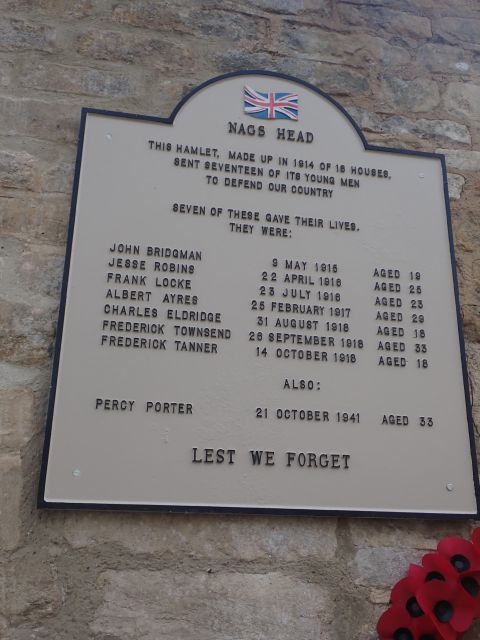 NAGS HEAD
THIS HAMLET, MADE UP IN 1914 OF 16 HOUSES,
SENT SEVENTEEN OF ITS YOUNG MEN
TO DEFEND OUR COUNTRY
SEVEN OF THESE GAVE THEIR LIVES.
THEY WERE:
JOHN BRIDGMAN 9 MAY 1915 AGED 19
JESSE ROBINS 22 APRIL 1916 AGED 25
FRANK LOCKE 23 JULY 1916 AGED 23
ALBERT AYRES 25 FEBRUARY 1917 AGED 29
CHARLES ELDRIDGE 31 AUGUST 1918 AGED 18
FREDERICK TOWNSEND 26 SEPTEMBER 1918 AGED 33
FREDERICK TANNER 14 OCTOBER 1918 AGED 18
ALSO:
PERCY PORTER 21 OCTOBER 1941 AGED 33
LEST WE FORGET